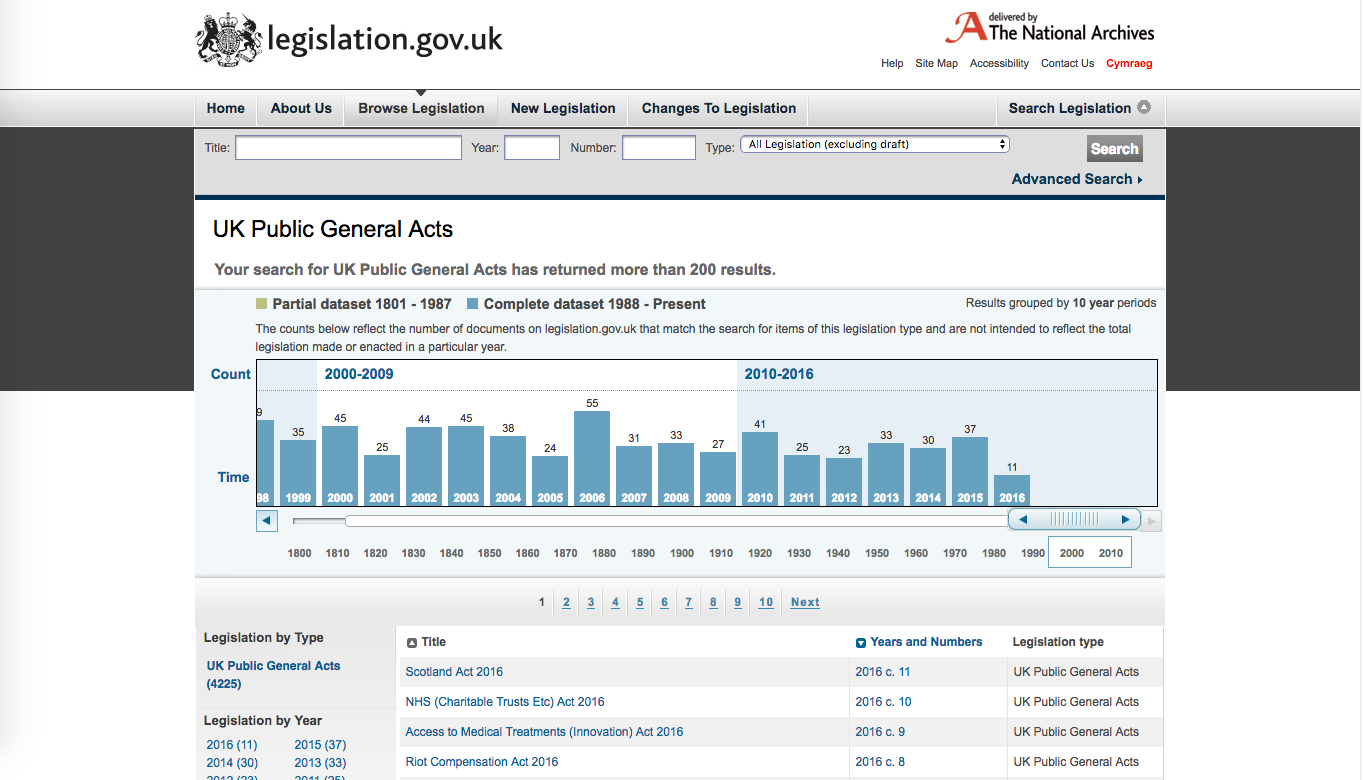 legislation.gov.uk
delivered by
The National Archives
Help Site Map Accessibility Contact Us Cymraeg
Home About Us Browse Legislation New Legislation Changes To Legislation Search Legislation
Title: Year: Number: Type: All Legislation (excluding draft) Search
Advanced Search
UK Public General Acts
Your search for UK Public General Acts has returned more than 200 results.
Partial dataset 1801 - 1987 Complete dataset 1988 - Present Results grouped by 10 year periods
The counts below reflect the number of documents on legislation.gov.uk that match the search for items of this legislation type and are not intended to reflect the total
legislation made or enacted in a particular year.
Count 2000-2009 2010-2016
9 35 45 25 44 45 38 24 55 31 33 27 41 25 23 33 30 37 11
Time
98 1999 2000 2001 2002 2003 2004 2005 2006 2007 2008 2009 2010 2011 2012 2013 2014 2015 2016
1800 1810 1820 1830 1840 1850 1860 1870 1880 1890 1900 1910 1920 1930 1940 1950 1960 1970 1980 1990 2000 2010
1 2 3 4 5 6 7 8 9 10 Next
Legislation by Type
UK Public General Acts
(4225)
Legislation by Year
2016 (11) 2015 (37)
2014 (30) 2013 (33)
2012 (23) 2011 (25)
Title Years and Numbers Legislation type
Scotland Act 2016 2016 c. 11 UK Public General Acts
NHS (Charitable Trusts Etc) Act 2016 2016 c. 10 UK Public General Acts
Access to Medical Treatments (Innovation) Act 2016 2016 c. 9 UK Public General Acts
Riot Compensation Act 2016 2016 c. 8 UK Public General Acts